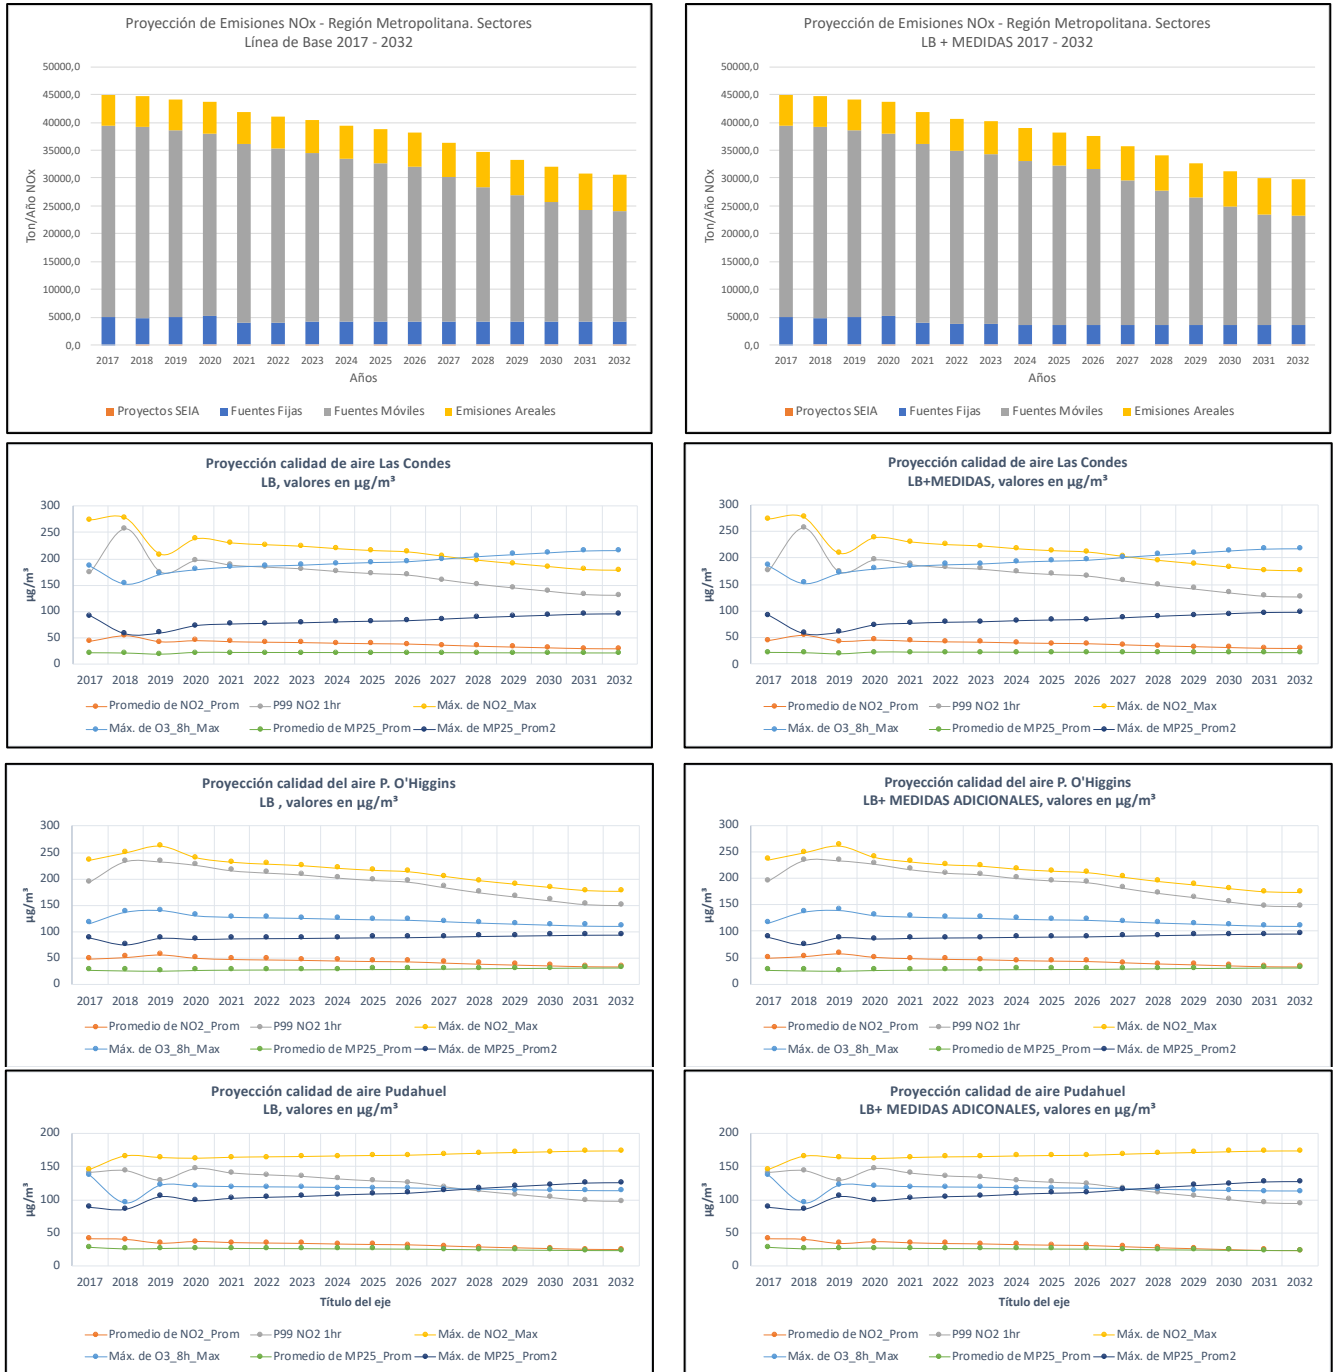 Proyección de Emisiones NOx - Región Metropolitana. Sectores
Línea de Base 2017 - 2032
50000,0
45000,0
40000,0
35000,0
30000,0
25000,0
20000,0
15000,0
10000,0
5000,0
0,0
Ton/Año NOx
2017 2018 2019 2020 2021 2022 2023 2024 2025 2026 2027 2028 2029 2030 2031 2032
Años
Proyectos SEIA Fuentes Fijas Fuentes Móviles Emisiones Areales
Proyección de Emisiones NOx - Región Metropolitana. Sectores
LB + MEDIDAS 2017 - 2032
50000,0
45000,0
40000,0
35000,0
30000,0
25000,0
20000,0
15000,0
10000,0
5000,0
0,0
Ton/Año NOx
2017 2018 2019 2020 2021 2022 2023 2024 2025 2026 2027 2028 2029 2030 2031 2032
Años
Proyectos SEIA Fuentes Fijas Fuentes Móviles Emisiones Areales
Proyección calidad de aire Las Condes
LB, valores en µg/m³
300
250
200
150
100
50
0
µg/m³
2017 2018 2019 2020 2021 2022 2023 2024 2025 2026 2027 2028 2029 2030 2031 2032
Promedio de NO2_Prom P99 NO2 1hr Máx. de NO2_Max
Máx. de O3_8h_Max Promedio de MP25_Prom Máx. de MP25_Prom2
Proyección calidad de aire Las Condes
LB+MEDIDAS, valores en µg/m³
300
250
200
150
100
50
0
µg/m³
2017 2018 2019 2020 2021 2022 2023 2024 2025 2026 2027 2028 2029 2030 2031 2032
Promedio de NO2_Prom P99 NO2 1hr Máx. de NO2_Max
Máx. de O3_8h_Max Promedio de MP25_Prom Máx. de MP25_Prom2
Proyección calidad del aire P. O'Higgins
LB , valores en µg/m³
300
250
200
150
100
50
0
µg/m³
2017 2018 2019 2020 2021 2022 2023 2024 2025 2026 2027 2028 2029 2030 2031 2032
Promedio de NO2_Prom P99 NO2 1hr Máx. de NO2_Max
Máx. de O3_8h_Max Promedio de MP25_Prom Máx. de MP25_Prom2
Proyección calidad del aire P. O'Higgins
LB+ MEDIDAS ADICIONALES, valores en µg/m³
300
250
200
150
100
50
0
µg/m³
2017 2018 2019 2020 2021 2022 2023 2024 2025 2026 2027 2028 2029 2030 2031 2032
Promedio de NO2_Prom P99 NO2 1hr Máx. de NO2_Max
Máx. de O3_8h_Max Promedio de MP25_Prom Máx. de MP25_Prom2
Proyección calidad de aire Pudahuel
LB, valores en µg/m³
200
150
100
50
0
µg/m³
2017 2018 2019 2020 2021 2022 2023 2024 2025 2026 2027 2028 2029 2030 2031 2032
Título del eje
Promedio de NO2_Prom P99 NO2 1hr Máx. de NO2_Max
Máx. de O3_8h_Max Promedio de MP25_Prom Máx. de MP25_Prom2
Proyección calidad de aire Pudahuel
LB+ MEDIDAS ADICONALES, valores en µg/m³
200
150
100
50
0
µg/m³
2017 2018 2019 2020 2021 2022 2023 2024 2025 2026 2027 2028 2029 2030 2031 2032
Título del eje
Promedio de NO2_Prom P99 NO2 1hr Máx. de NO2_Max
Máx. de O3_8h_Max Promedio de MP25_Prom Máx. de MP25_Prom2